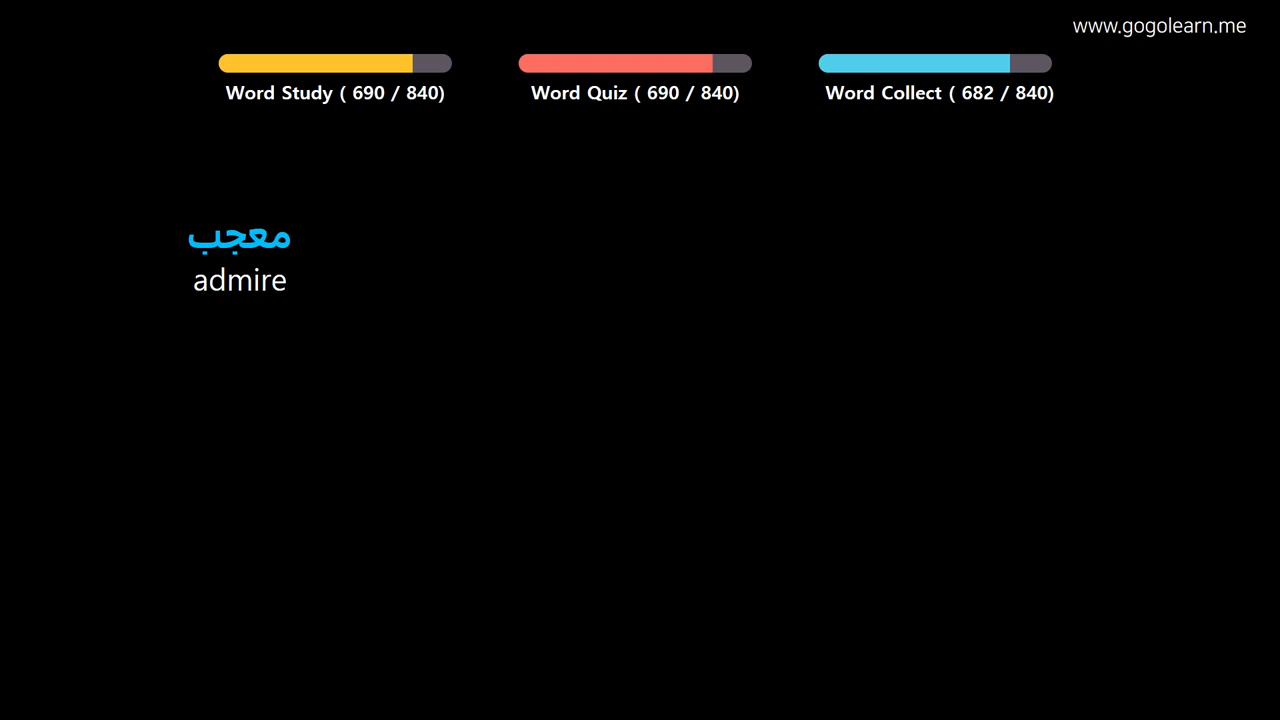 www.gogolearn.me
Word Study ( 690 / 840)
Word Quiz ( 690 / 840)
Word Collect ( 682 / 840)
معجب
admire